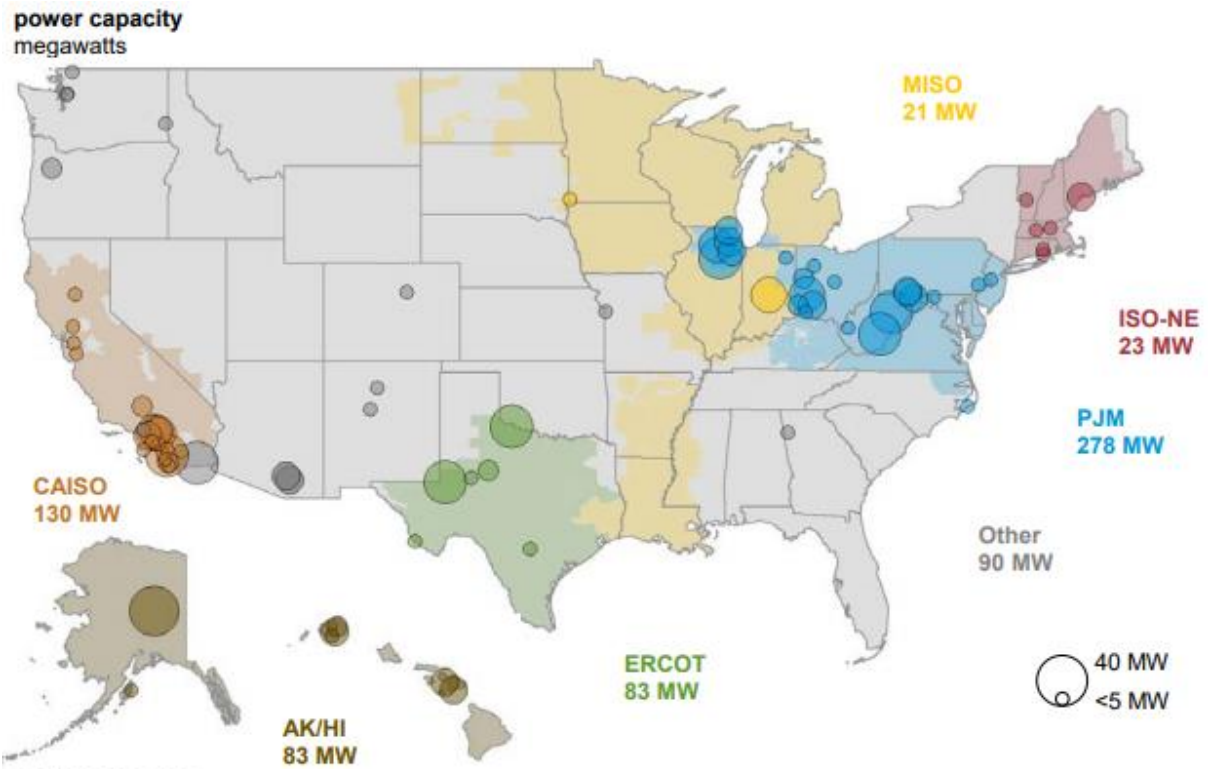 power capacity
megawatts
MISO
21 MW
ISO-NE
23 MW
PJM
278 MW
CAISO
130 MW
Other
90 MW
ERCOT
83 MW
40 MW
<5 MW
AK/HI
83 MW